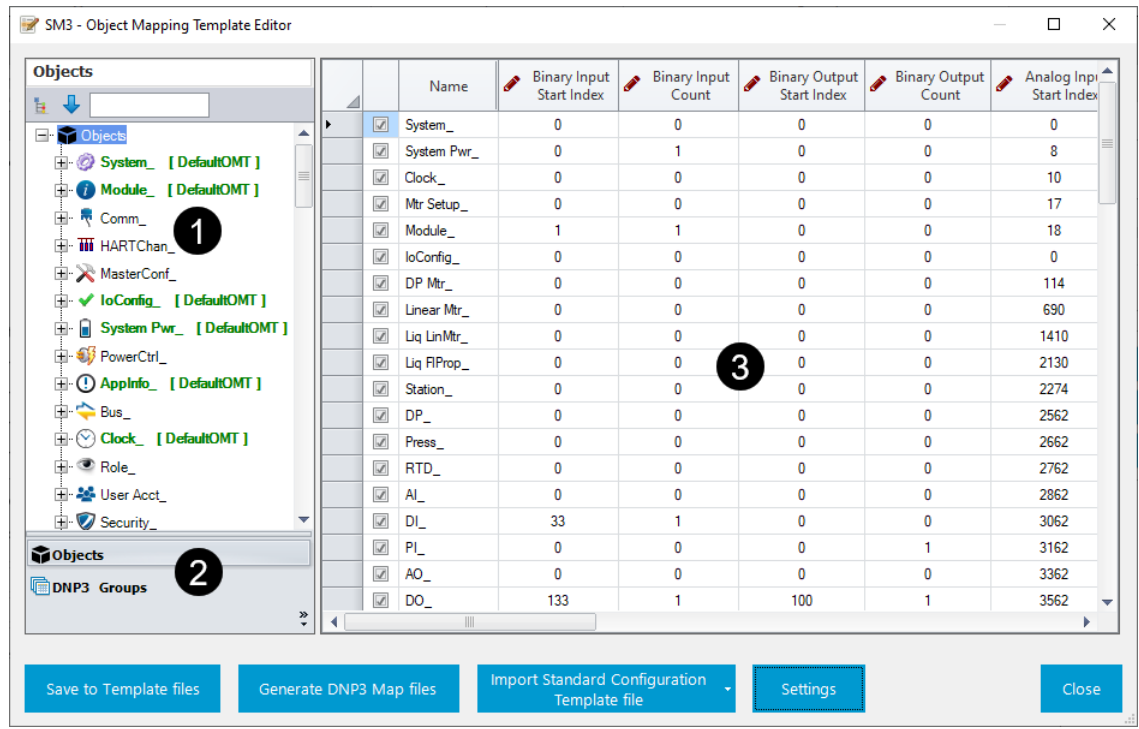 SM3 - Object Mapping Template Editor
Objects
Objects
System_ [ DefaultOMT ]
Module_ [ DefaultOMT ]
Comm_
HARTChan_
MasterConf_
IoConfig_ [ DefaultOMT ]
System Pwr_ [ DefaultOMT ]
PowerCtrl_
AppInfo_ [ DefaultOMT ]
Bus_
Clock_ [ DefaultOMT ]
Role_
User Acct_
Security_
1
Objects
DNP3 Groups
2
Name Binary Input Start Index Binary Input Count Binary Output Start Index Binary Output Count Analog Inp Start Index
System_ 0 0 0 0 0
System Pwr_ 0 1 0 0 8
Clock_ 0 0 0 0 10
Mtr Setup_ 0 0 0 0 17
Module_ 1 1 0 0 18
IoConfig_ 0 0 0 0 0
DP Mtr_ 0 0 0 0 114
Linear Mtr_ 0 0 0 0 690
Liq LinMtr_ 0 0 0 0 1410
Liq FlProp_ 0 0 0 0 2130
Station_ 0 0 0 0 2274
DP_ 0 0 0 0 2562
Press_ 0 0 0 0 2662
RTD_ 0 0 0 0 2762
AI_ 0 0 0 0 2862
DI_ 33 1 0 0 3062
PI_ 0 0 0 1 3162
AO_ 0 0 0 0 3362
DO_ 133 1 100 1 3562
3
Save to Template files
Generate DNP3 Map files
Import Standard Configuration
Template file
Settings
Close